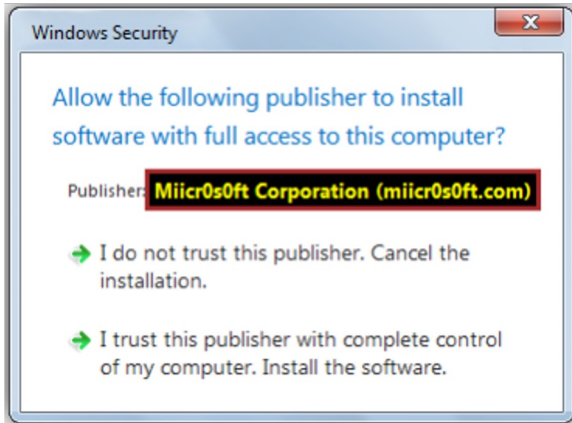 Windows Security
Allow the following publisher to install
software with full access to this computer?
Publisher: Miicr0s0ft Corporation (miicr0s0ft.com)
I do not trust this publisher. Cancel the
installation.
I trust this publisher with complete control
of my computer. Install the software.